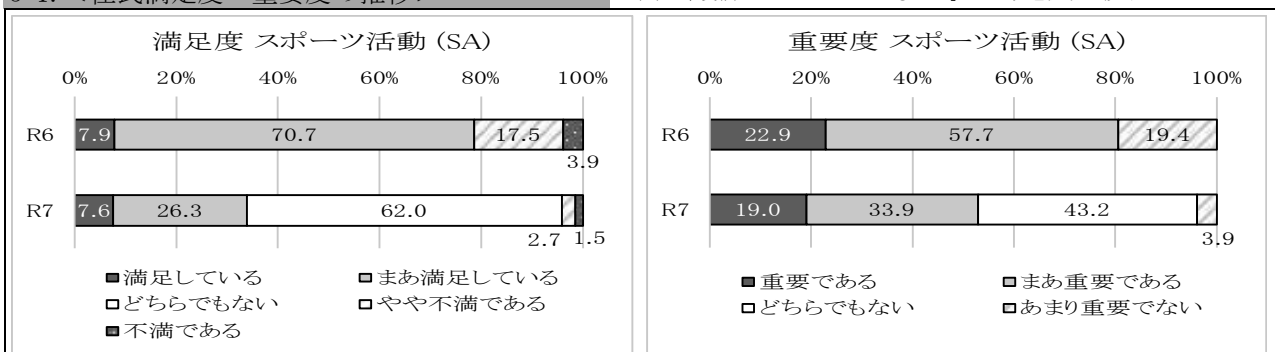 満足度 スポーツ活動 (SA)
0% 20% 40% 60% 80% 100%
R6 7.9 70.7 17.5 3.9
R7 7.6 26.3 62.0 2.7 1.5
■満足している □まあ満足している
□どちらでもない □やや不満である
■不満である
重要度 スポーツ活動 (SA)
0% 20% 40% 60% 80% 100%
R6 22.9 57.7 19.4
R7 19.0 33.9 43.2 3.9
■重要である □まあ重要である
□どちらでもない □あまり重要でない